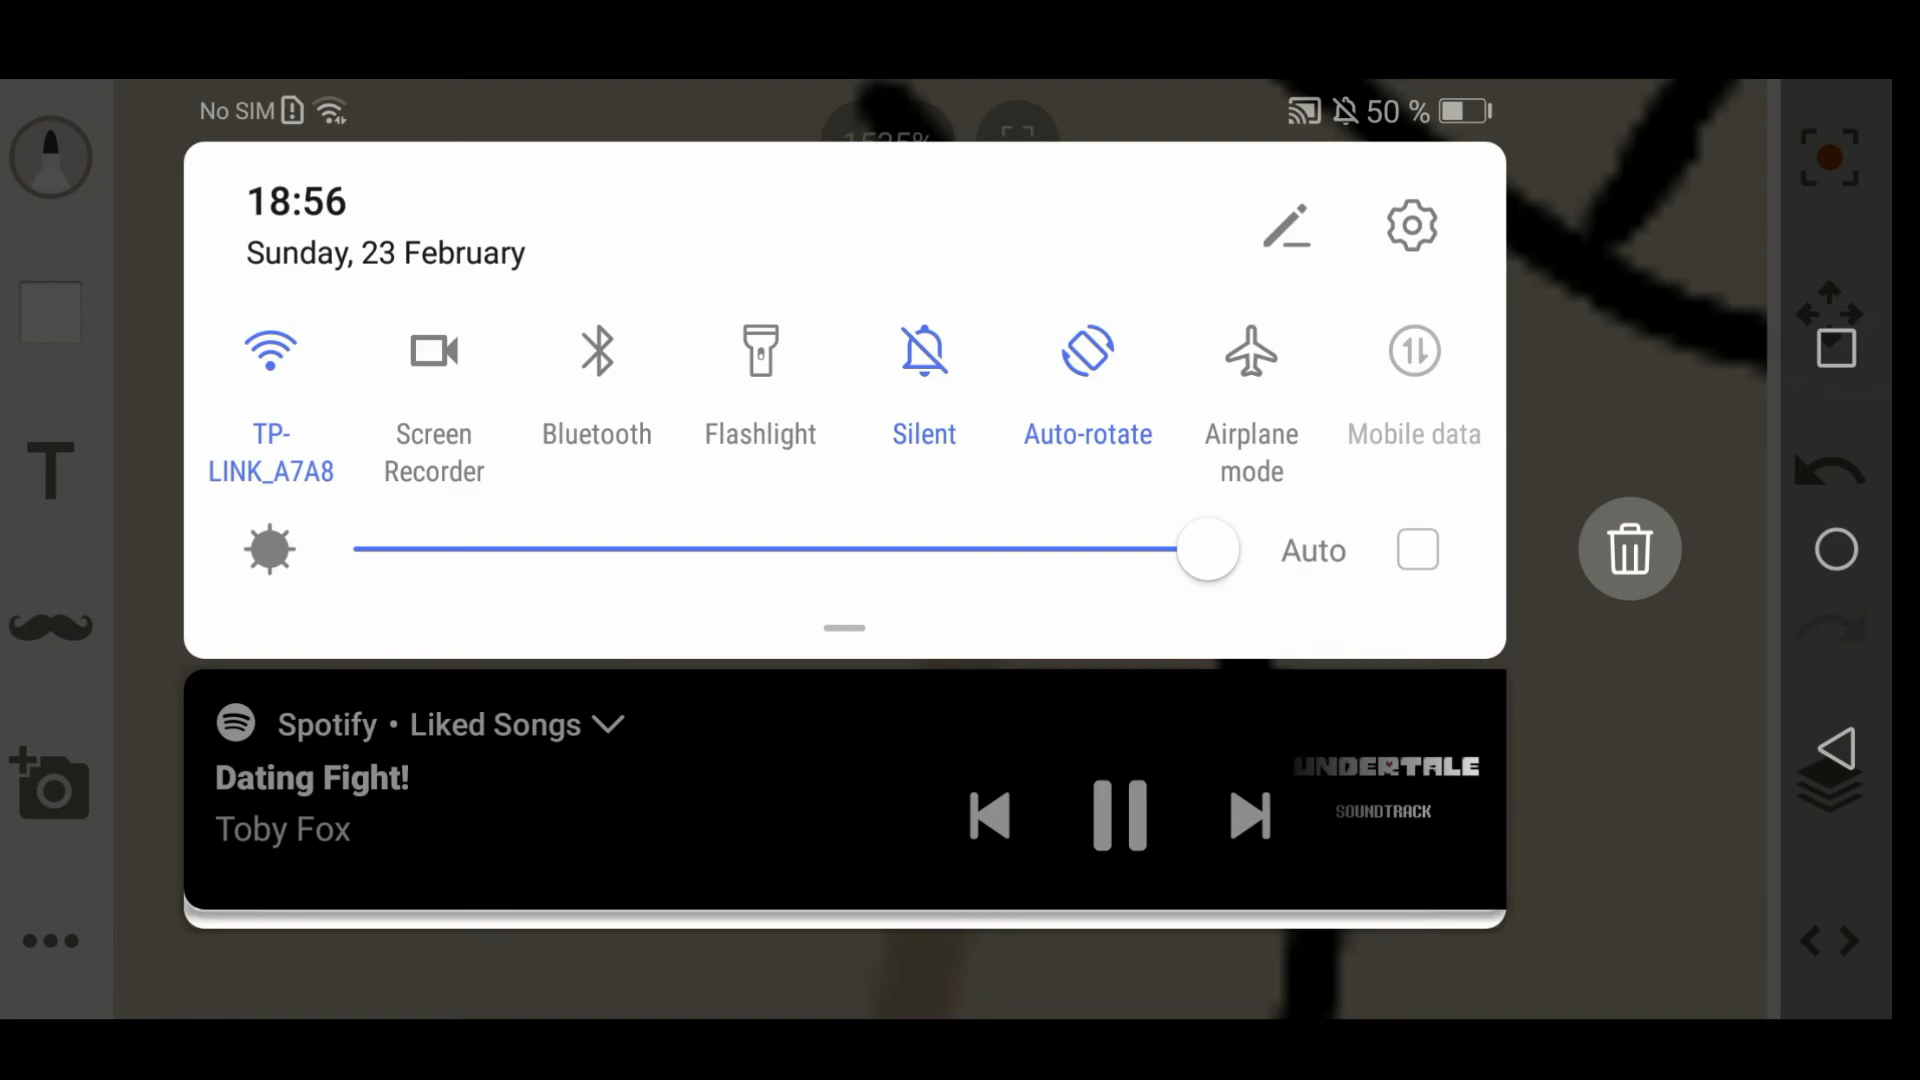 No SIM
50 %
1535%
18:56
Sunday, 23 February
TP-
LINK_A7A8
Screen
Recorder
Bluetooth
Flashlight
Silent
Auto-rotate
Airplane
mode
Mobile data
Auto
T
Spotify • Liked Songs
Dating Fight!
Toby Fox
UNDERTALE
SOUNDTRACK